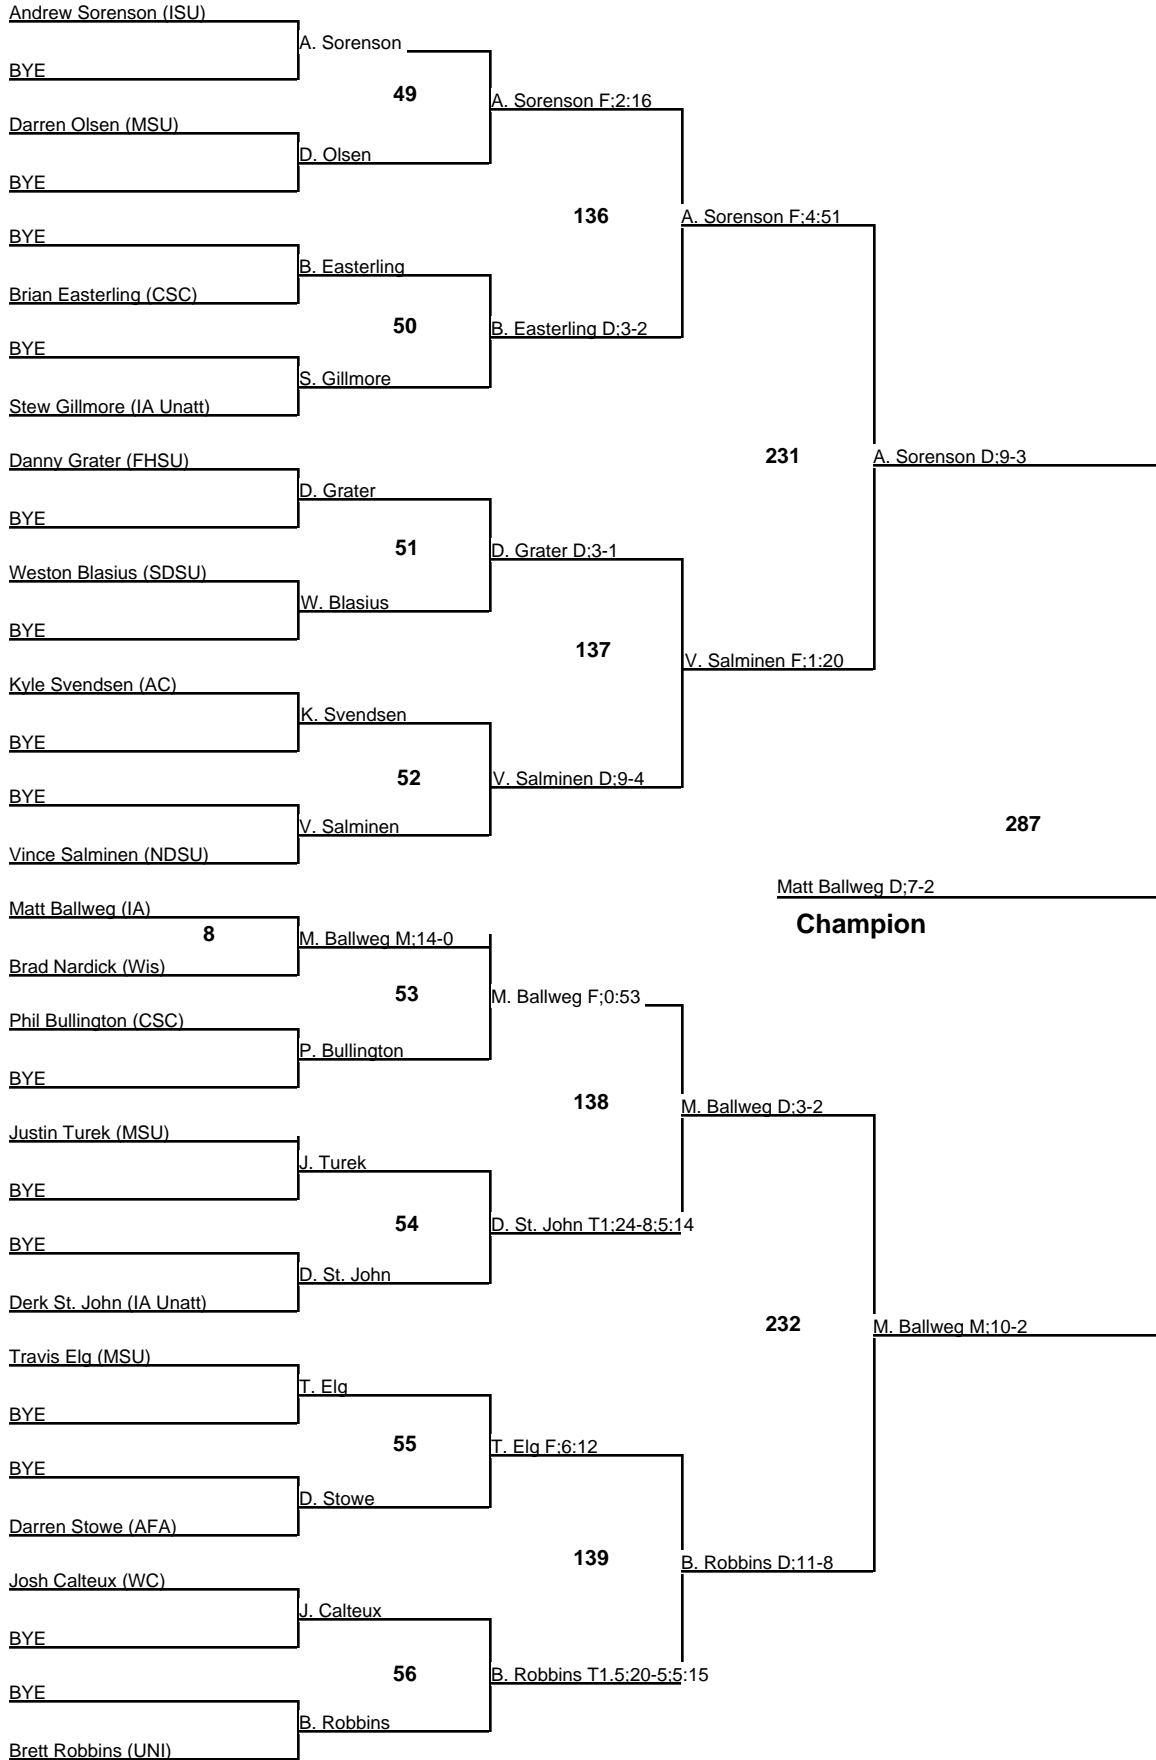 Andrew Sorenson (ISU)
A. Sorenson
BYE
49
A. Sorenson F;2:16
Darren Olsen (MSU)
D. Olsen
BYE
136
A. Sorenson F;4:51
BYE
B. Easterling
Brian Easterling (CSC)
50
B. Easterling D;3-2
BYE
S. Gillmore
Stew Gillmore (IA Unatt)
231
A. Sorenson D;9-3
Danny Grater (FHSU)
D. Grater
BYE
51
D. Grater D;3-1
Weston Blasius (SDSU)
W. Blasius
BYE
137
V. Salminen F;1:20
Kyle Svendsen (AC)
K. Svendsen
BYE
52
V. Salminen D;9-4
BYE
V. Salminen
Vince Salminen (NDSU)
287
Matt Ballweg D;7-2
Champion
Matt Ballweg (IA)
8
M. Ballweg M;14-0
Brad Nardick (Wis)
53
M. Ballweg F;0:53
Phil Bullington (CSC)
P. Bullington
BYE
138
M. Ballweg D;3-2
Justin Turek (MSU)
J. Turek
BYE
54
D. St. John T1;24-8;5:14
BYE
D. St. John
Derk St. John (IA Unatt)
232
M. Ballweg M;10-2
Travis Elg (MSU)
T. Elg
BYE
55
T. Elg F;6:12
BYE
D. Stowe
Darren Stowe (AFA)
139
B. Robbins D;11-8
Josh Calteux (WC)
J. Calteux
BYE
56
B. Robbins T1.5;20-5;5:15
BYE
B. Robbins
Brett Robbins (UNI)